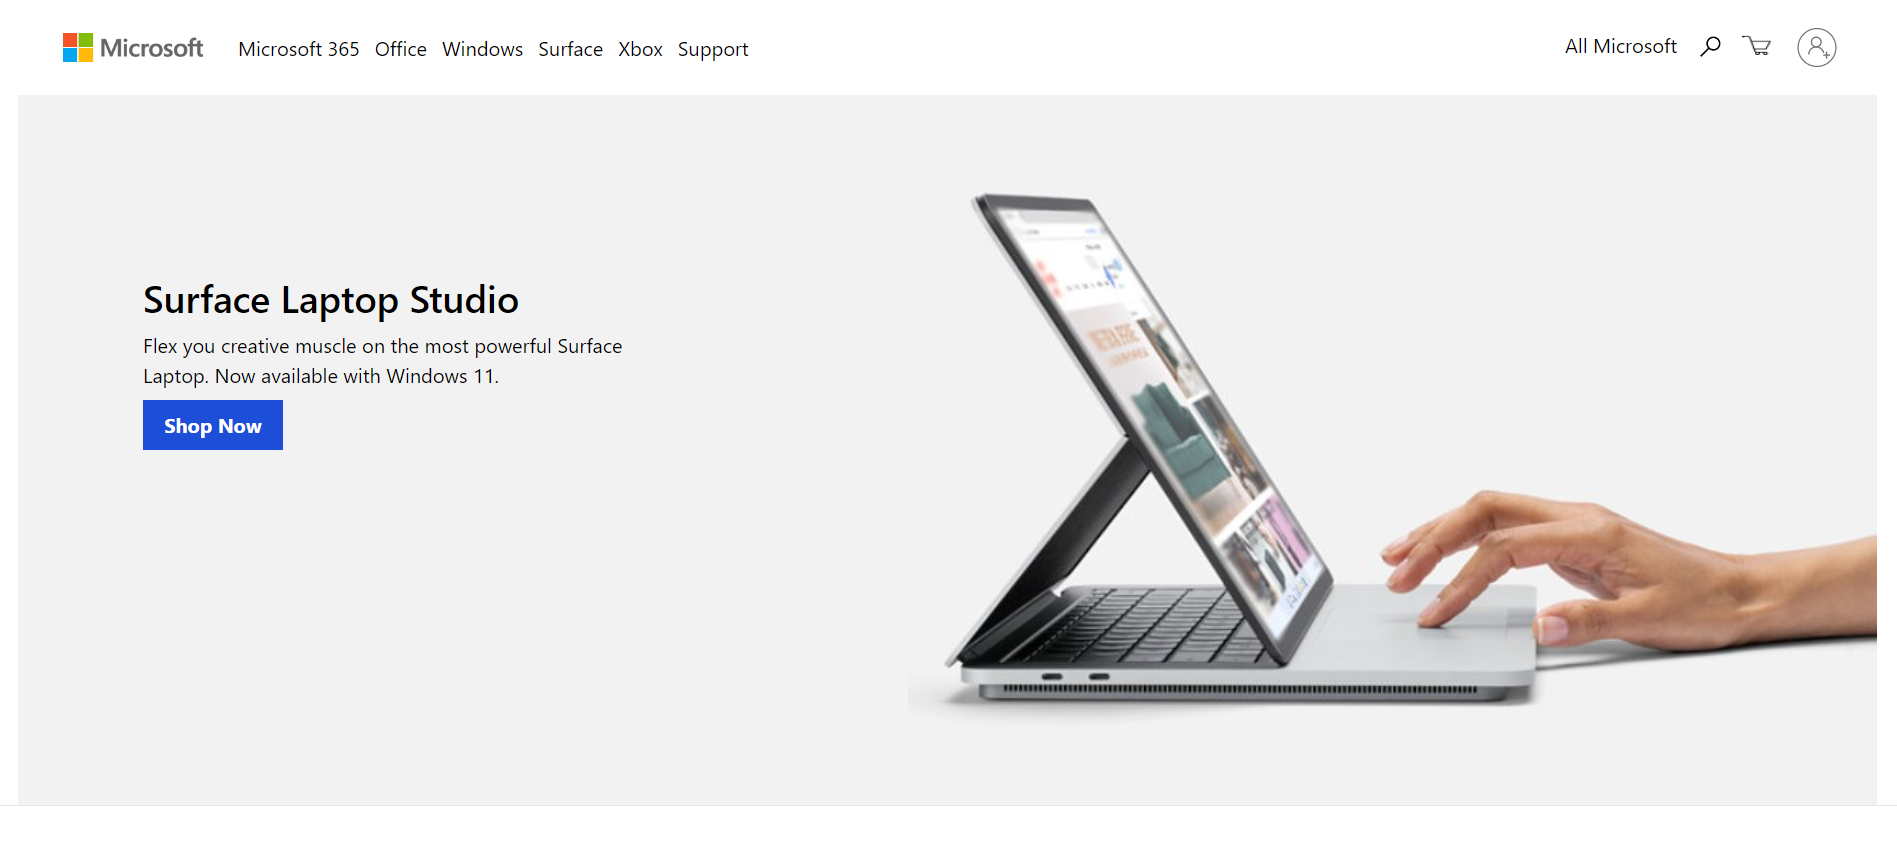 Microsoft
Microsoft 365 Office Windows Surface Xbox Support
All Microsoft
Surface Laptop Studio
Flex you creative muscle on the most powerful Surface
Laptop. Now available with Windows 11.
Shop Now